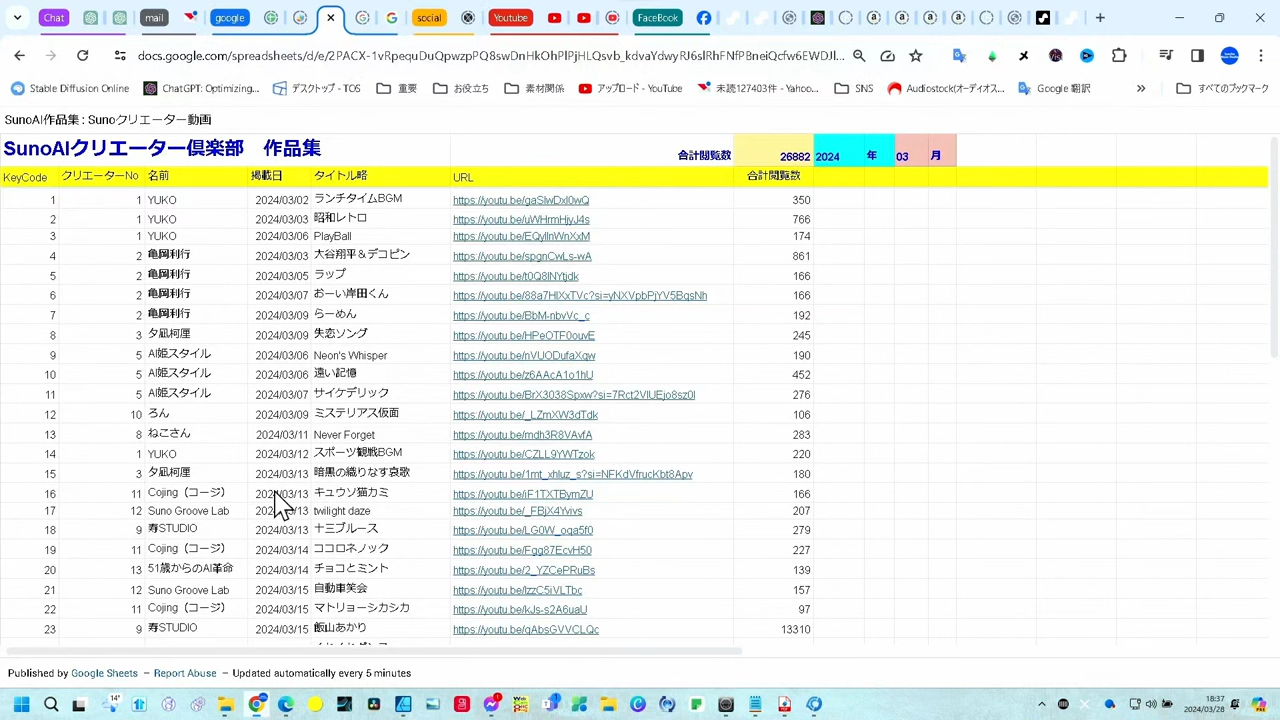 Chat mail google social Youtube FaceBook
docs.google.com/spreadsheets/d/e/2PACX-1vRpequDuQpwzpPQ8swDnHkOhPlPjHLQsvb_kdvaYdwyRJ6slRhFNfPBneiQcfw6EWDJl...
Stable Diffusion Online ChatGPT: Optimizing... デスクトップ - TOS 重要 お役立ち 素材関係 アップロード - YouTube 未読127403件 - Yahoo... SNS Audiostock(オーディオス... Google 翻訳 » すべてのブックマーク
SunoAI作品集 : Sunoクリエーター動画
SunoAIクリエーター倶楽部 作品集 合計閲覧数 26882 2024 年 03 月
KeyCode クリエーターNo 名前 掲載日 タイトル略 URL 合計閲覧数
1 1 YUKO 2024/03/02 ランチタイムBGM https://youtu.be/gaSlwDxl0wQ 350
2 1 YUKO 2024/03/03 昭和レトロ https://youtu.be/uWHrmHjyJ4s 766
3 1 YUKO 2024/03/06 PlayBall https://youtu.be/EQyllnWnXxM 174
4 2 亀岡利行 2024/03/03 大谷翔平＆デコピン https://youtu.be/spgnCwLs-wA 861
5 2 亀岡利行 2024/03/05 ラップ https://youtu.be/t0Q8lNYtjdk 166
6 2 亀岡利行 2024/03/07 おーい岸田くん https://youtu.be/88a7HlXxTVc?si=yNXVpbPjYV5BqsNh 166
7 2 亀岡利行 2024/03/09 らーめん https://youtu.be/BbM-nbvVc_c 192
8 3 夕凪柯厘 2024/03/09 失恋ソング https://youtu.be/HPeOTF0ouvE 245
9 5 AI姫スタイル 2024/03/06 Neon's Whisper https://youtu.be/nVUODufaXqw 190
10 5 AI姫スタイル 2024/03/06 遠い記憶 https://youtu.be/z6AAcA1o1hU 452
11 5 AI姫スタイル 2024/03/07 サイケデリック https://youtu.be/BrX3038Spxw?si=7Rct2VlUEjo8sz0l 276
12 10 ろん 2024/03/09 ミステリアス仮面 https://youtu.be/_LZmXW3dTdk 106
13 8 ねこさん 2024/03/11 Never Forget https://youtu.be/mdh3R8VAvfA 283
14 1 YUKO 2024/03/12 スポーツ観戦BGM https://youtu.be/CZLL9YWTzok 220
15 3 夕凪柯厘 2024/03/13 暗黒の織りなす哀歌 https://youtu.be/1mt_xhluz_s?si=NFKdVfrucKbt8Apv 180
16 11 Cojing（コージ） 2024/03/13 キュウソ猫カミ https://youtu.be/iF1TXTBymZU 166
17 12 Suno Groove Lab 2024/03/13 twilight daze https://youtu.be/_FBjX4Yvivs 207
18 9 寿STUDIO 2024/03/13 十三ブルース https://youtu.be/LG0W_oqa5f0 279
19 11 Cojing（コージ） 2024/03/14 ココロネノック https://youtu.be/Fgg87EcvH50 227
20 13 51歳からのAI革命 2024/03/14 チョコとミント https://youtu.be/2_YZCePRuBs 139
21 12 Suno Groove Lab 2024/03/15 自動車笑会 https://youtu.be/lzzC5iVLTbc 157
22 11 Cojing（コージ） 2024/03/15 マトリョーシカシカ https://youtu.be/kJs-s2A6uaU 97
23 9 寿STUDIO 2024/03/15 飯山あかり https://youtu.be/qAbsGVVCLQc 13310
Published by Google Sheets – Report Abuse – Updated automatically every 5 minutes
14° 18:37
2024/03/28